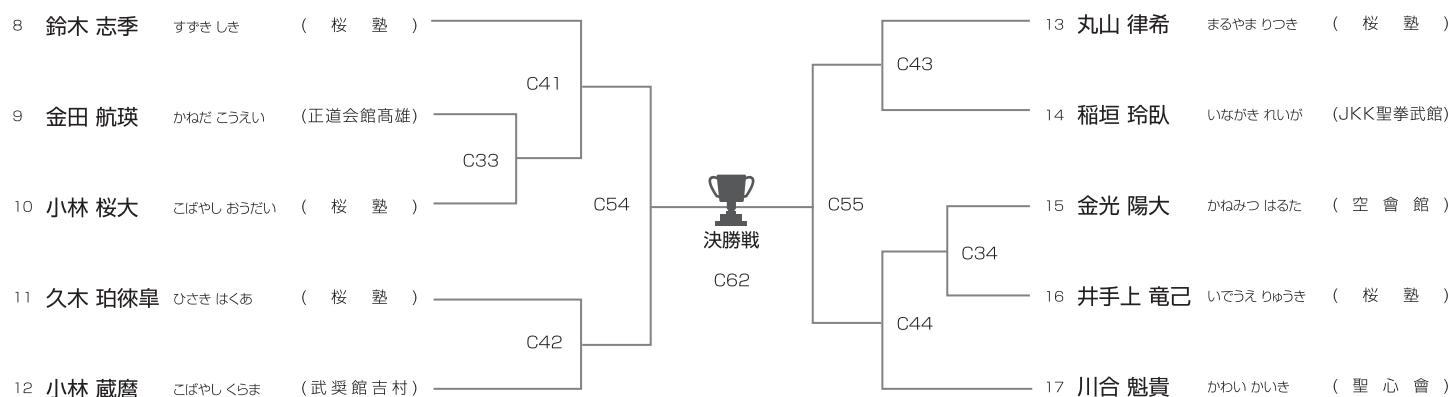 8 鈴木 志季 すずき しき ( 桜 塾 )
C41
9 金田 航瑛 かねだ こうえい (正道会館髙雄)
C33
10 小林 桜大 こばやし おうだい ( 桜 塾 )
C54
11 久木 珀徠皐 ひさき はくあ ( 桜 塾 )
C42
12 小林 蔵麿 こばやし くらま (武奨館吉村)
決勝戦
C62
13 丸山 律希 まるやま りつき ( 桜 塾 )
C43
14 稲垣 玲臥 いながき れいが (JKK聖拳武館)
C55
15 金光 陽大 かねみつ はるた ( 空 會 館 )
C34
16 井手上 竜己 いでうえ りゅうき ( 桜 塾 )
C44
17 川合 魁貴 かわい かいき ( 聖 心 會 )